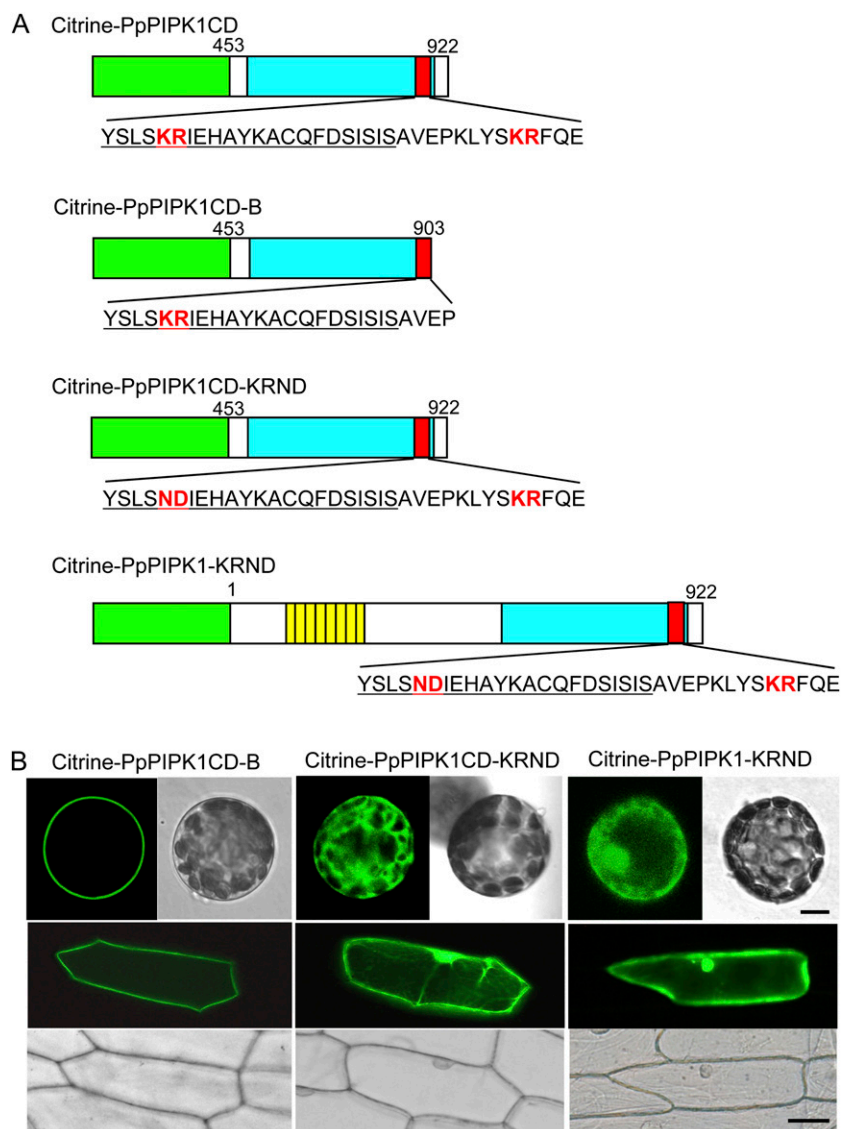 A
Citrine-PpPIPK1CD
453 922
YSLSKRIEHAYKACQFDSISISAVEPKLYSKRFQE
Citrine-PpPIPK1CD-B
453 903
YSLSKRIEHAYKACQFDSISISAVEP
Citrine-PpPIPK1CD-KRND
453 922
YSLSNDIEHAYKACQFDSISISAVEPKLYSKRFQE
Citrine-PpPIPK1-KRND
1 922
YSLSNDIEHAYKACQFDSISISAVEPKLYSKRFQE
B
Citrine-PpPIPK1CD-B Citrine-PpPIPK1CD-KRND Citrine-PpPIPK1-KRND